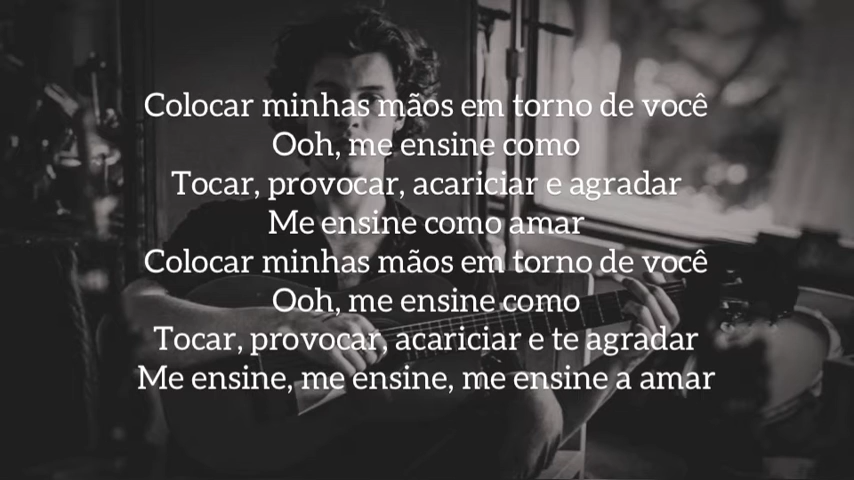 Colocar minhas mãos em torno de você
Ooh, me ensine como
Tocar, provocar, acariciar e agradar
Me ensine como amar
Colocar minhas mãos em torno de você
Ooh, me ensine como
Tocar, provocar, acariciar e te agradar
Me ensine, me ensine, me ensine a amar